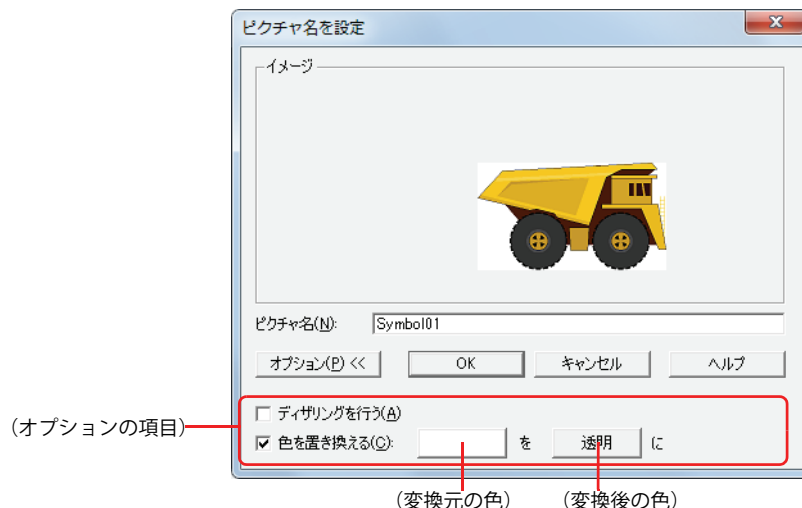 ピクチャ名を設定
イメージ
ピクチャ名(N): Symbol01
オプション(P) << OK キャンセル ヘルプ
(オプションの項目)
ディザリングを行う(A)
色を置き換える(C): を 透明 に
(変換元の色) (変換後の色)